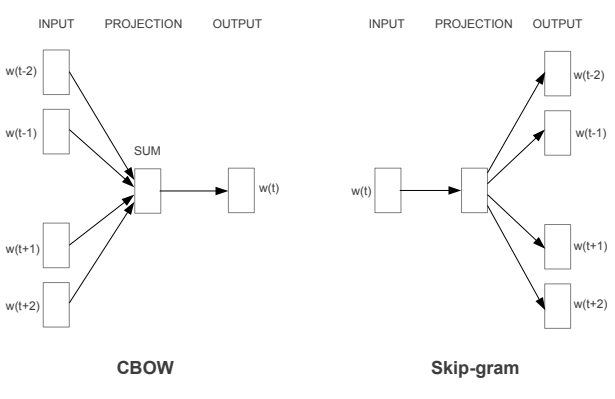 INPUT PROJECTION OUTPUT
w(t-2)
w(t-1)
SUM
w(t)
w(t+1)
w(t+2)
CBOW
INPUT PROJECTION OUTPUT
w(t-2)
w(t-1)
w(t)
w(t+1)
w(t+2)
Skip-gram